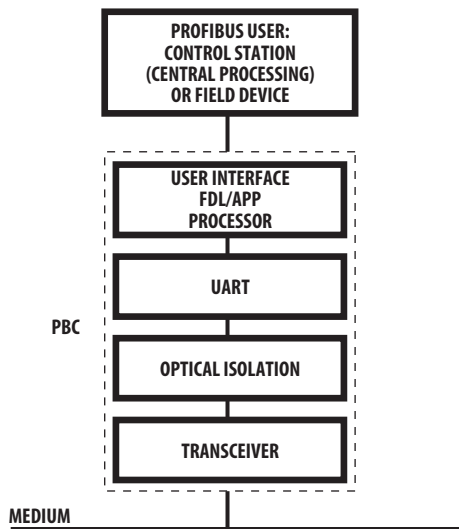 PROFIBUS USER:
CONTROL STATION
(CENTRAL PROCESSING)
OR FIELD DEVICE
USER INTERFACE
FDL/APP
PROCESSOR
UART
PBC
OPTICAL ISOLATION
TRANSCEIVER
MEDIUM